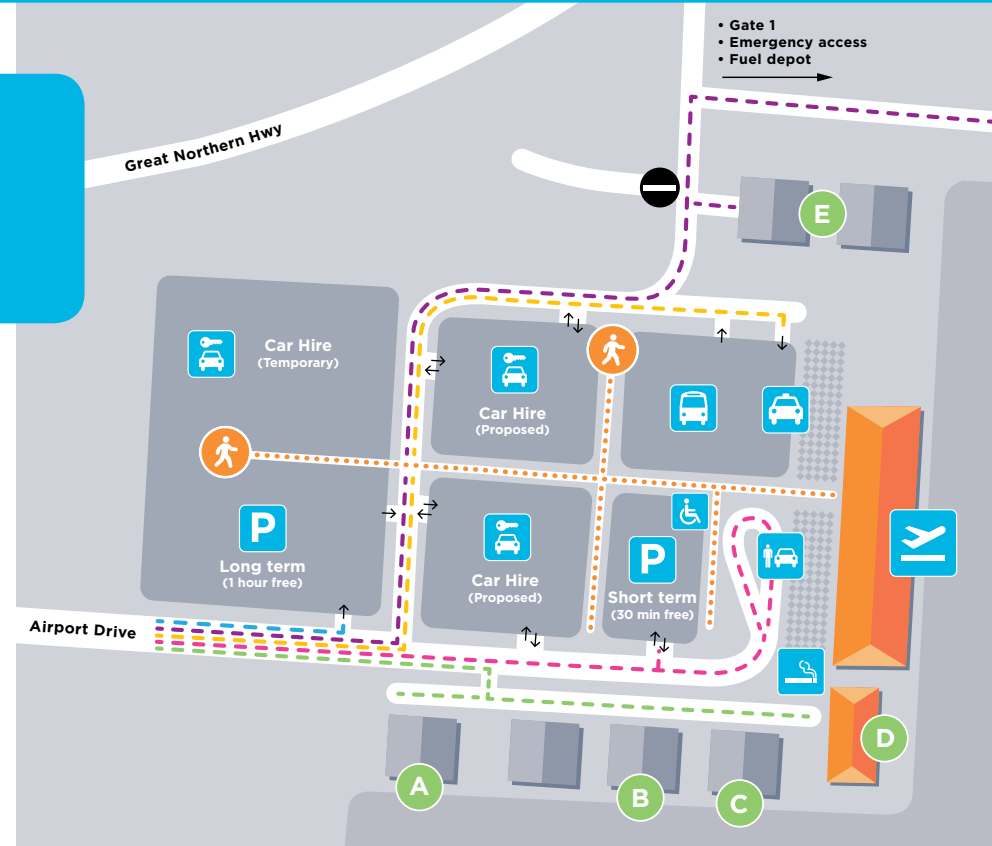 • Gate 1
• Emergency access
• Fuel depot
Great Northern Hwy
E
Car Hire
(Temporary)
Car Hire
(Proposed)
P
Long term
(1 hour free)
Car Hire
(Proposed)
P
Short term
(30 min free)
Airport Drive
A
B
C
D